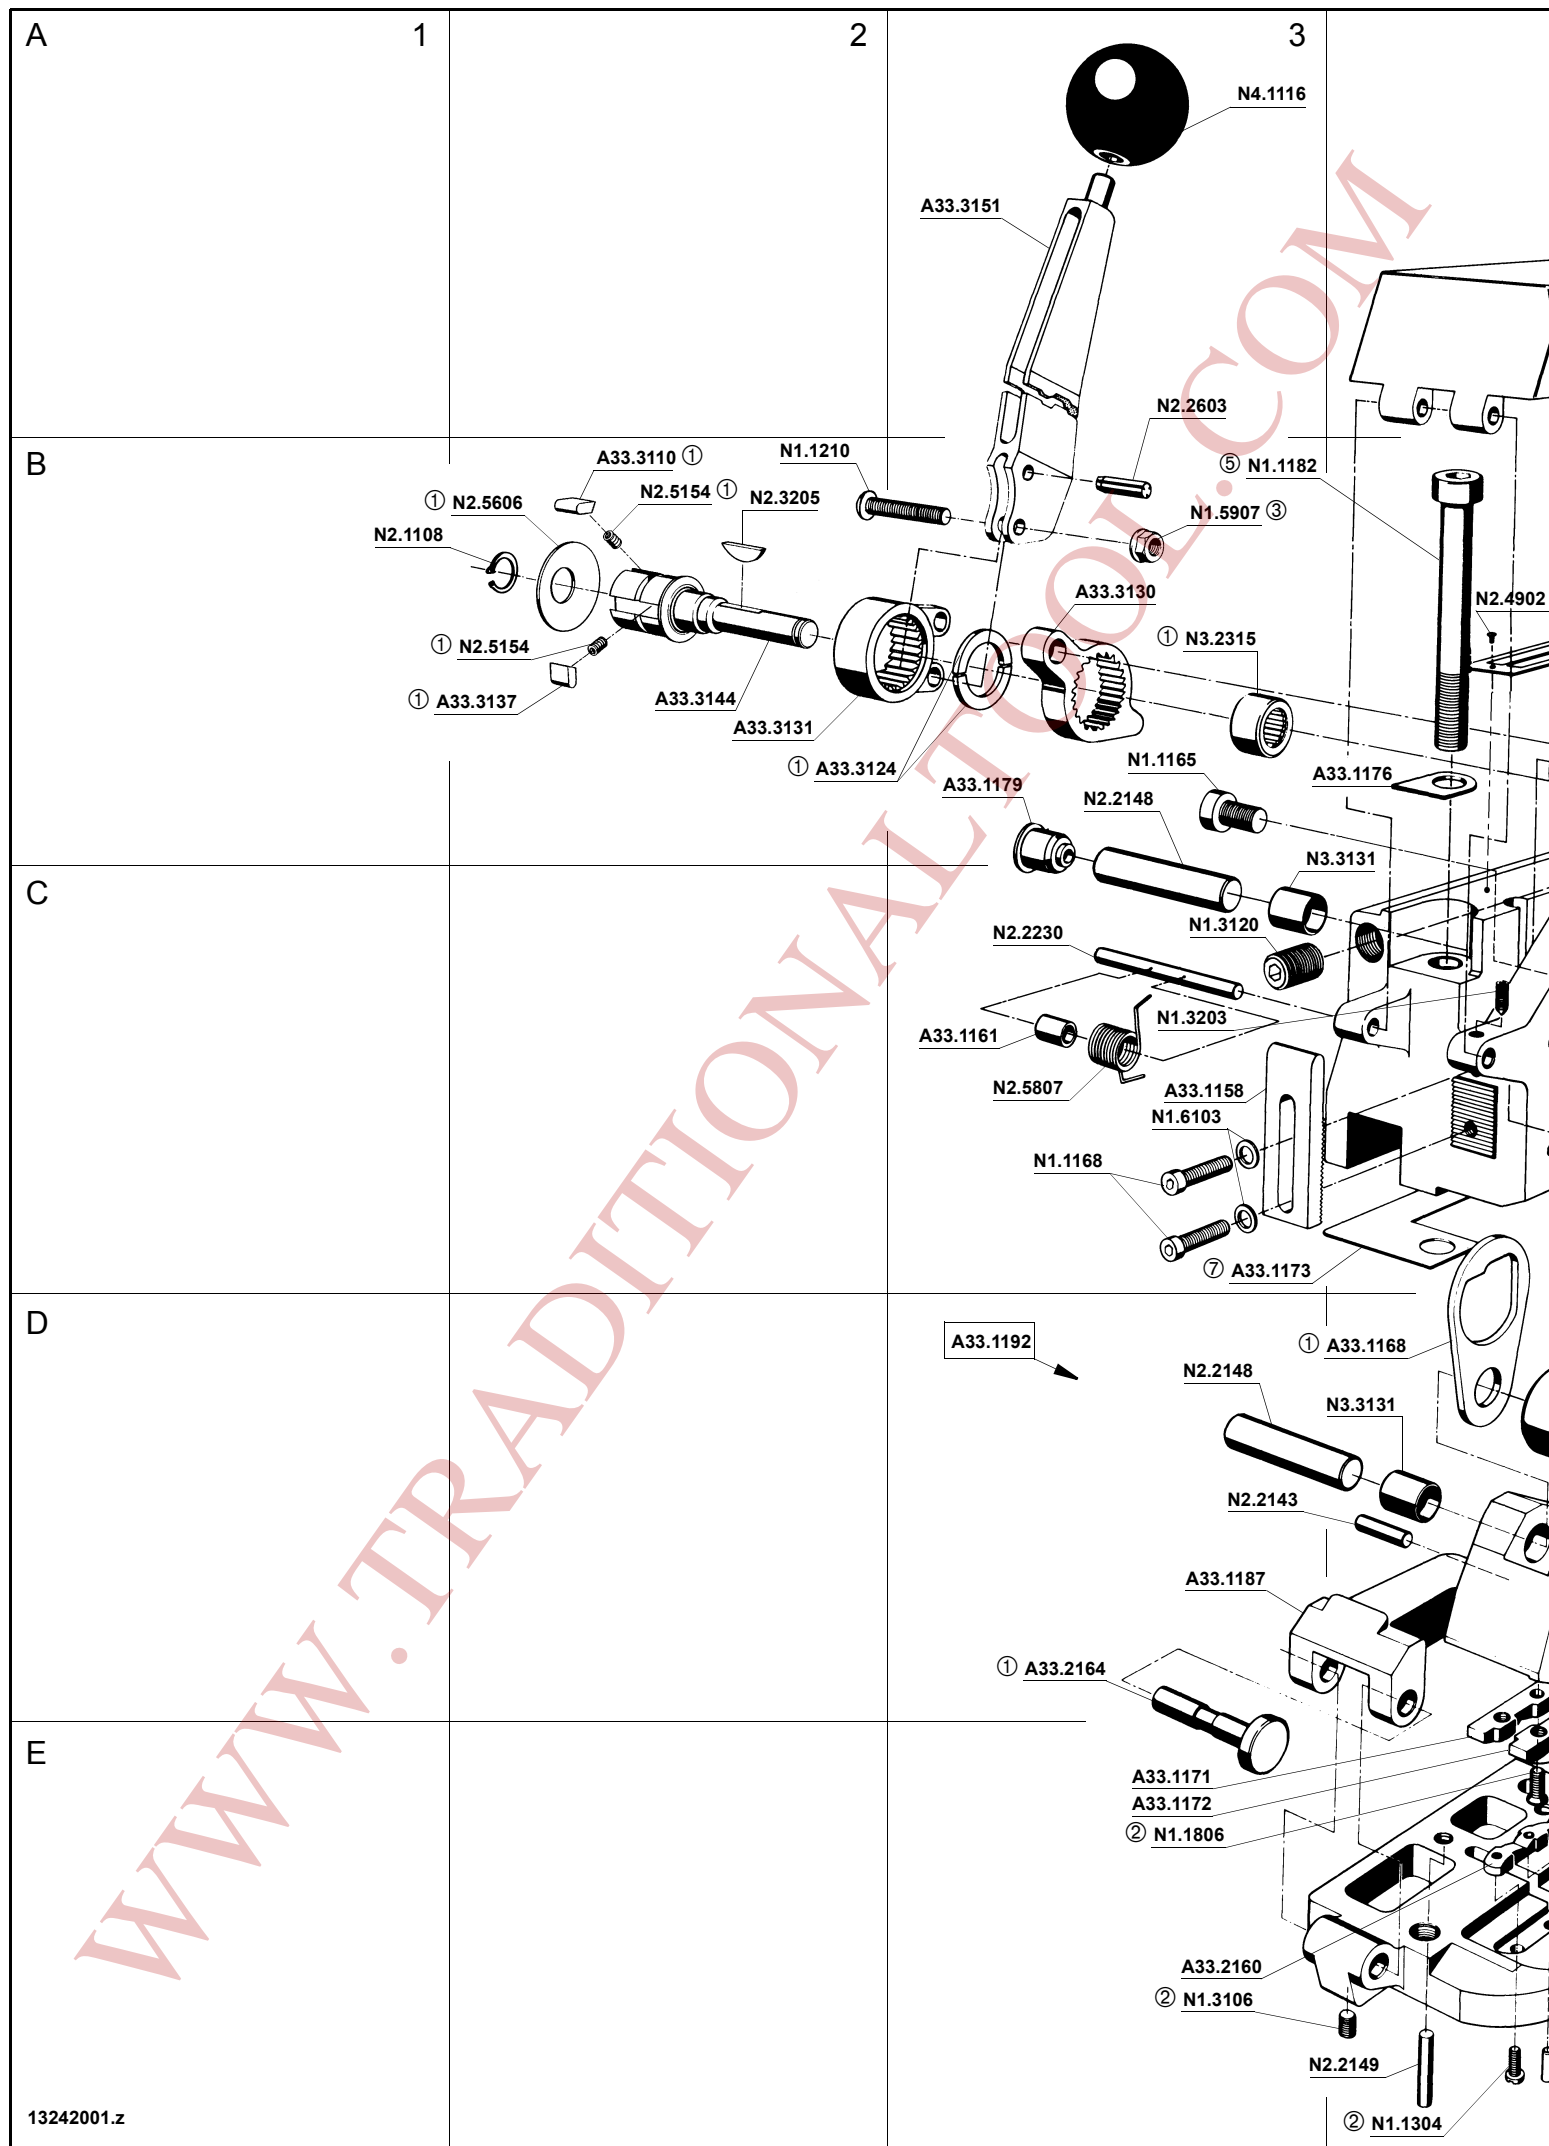 A 1 2 3
N4.1116
A33.3151
N2.2603
B
A33.3110 ①
N1.1210
⑤ N1.1182
① N2.5606
N2.5154 ①
N2.3205
N1.5907 ③
N2.1108
A33.3130
N2.4902
① N2.5154
① N3.2315
① A33.3137
A33.3144
A33.3131
① A33.3124
N1.1165
A33.1176
A33.1179
N2.2148
N3.3131
C
N2.2230
N1.3120
N1.3203
A33.1161
N2.5807
A33.1158
N1.6103
N1.1168
⑦ A33.1173
D
A33.1192
① A33.1168
N2.2148
N3.3131
N2.2143
A33.1187
① A33.2164
E
A33.1171
A33.1172
② N1.1806
A33.2160
② N1.3106
N2.2149
② N1.1304
13242001.z
WWW.TRADITIONALTOOL.COM